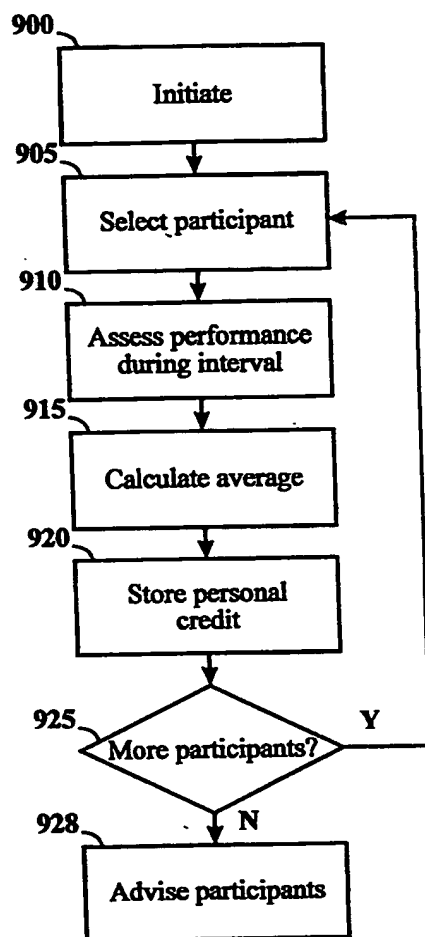 900
Initiate
905
Select participant
910
Assess performance
during interval
915
Calculate average
920
Store personal
credit
925
More participants?
Y
N
928
Advise participants